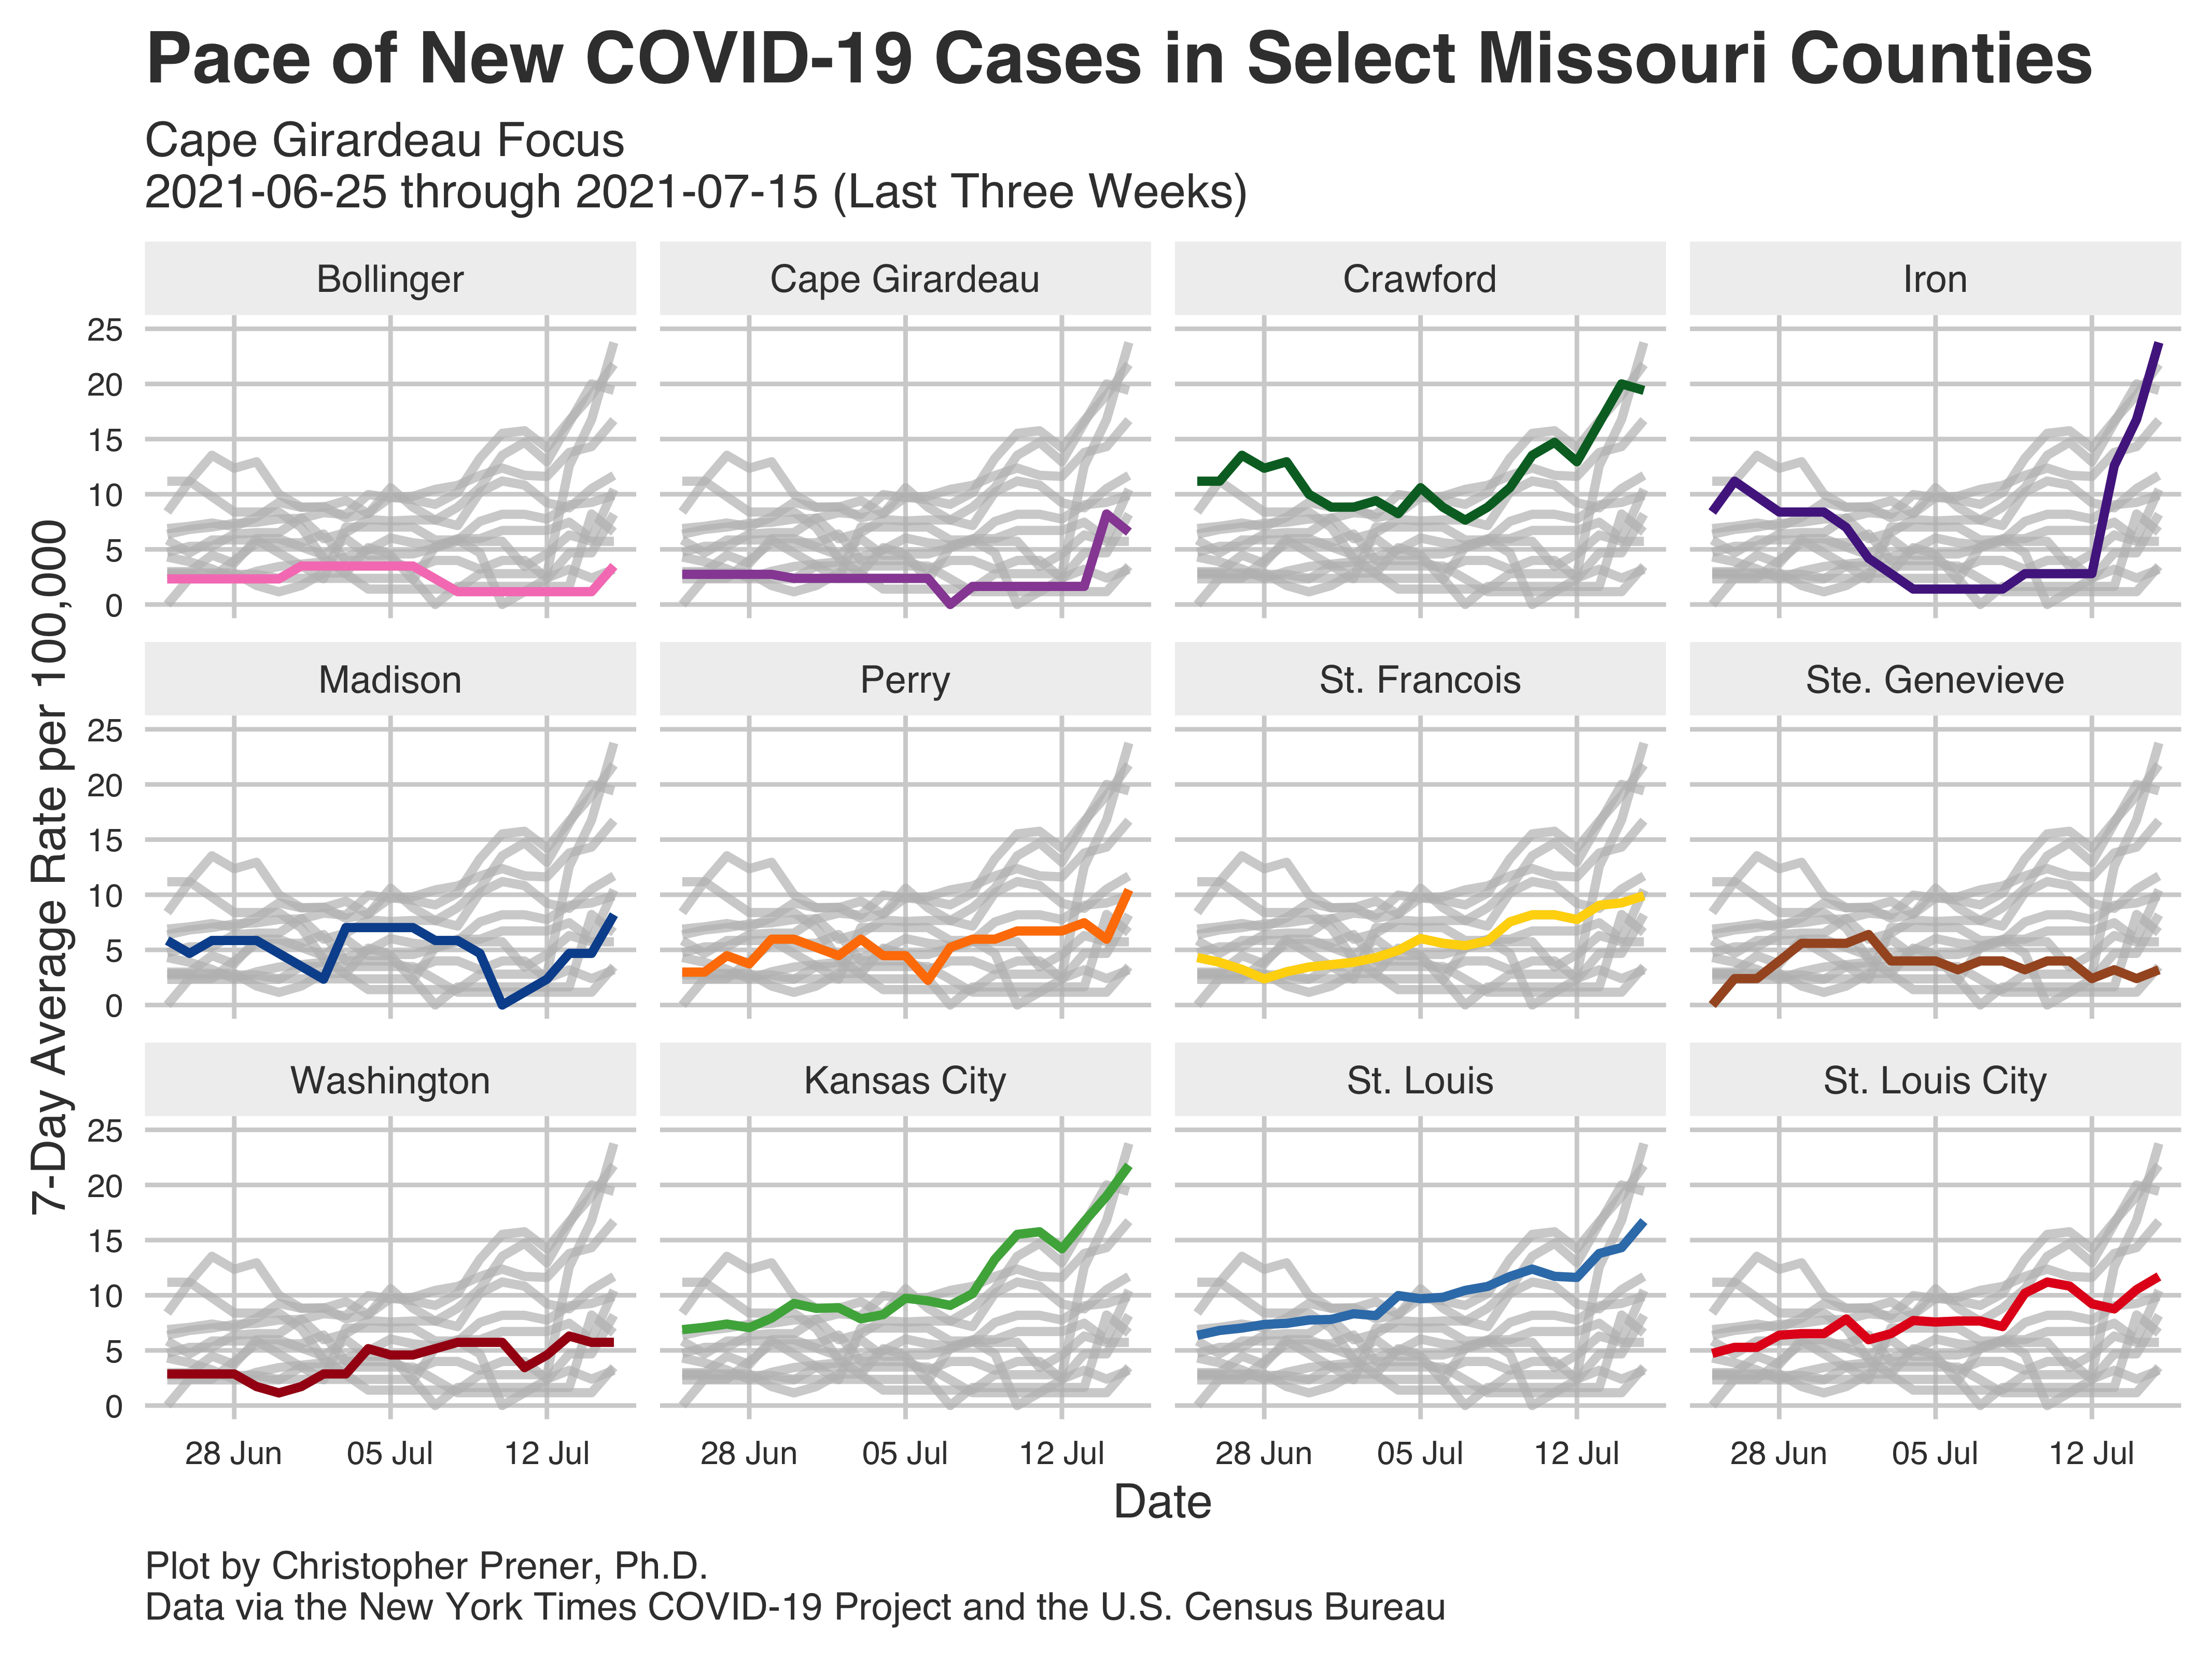 Pace of New COVID-19 Cases in Select Missouri Counties
Cape Girardeau Focus
2021-06-25 through 2021-07-15 (Last Three Weeks)
7-Day Average Rate per 100,000
Bollinger
Cape Girardeau
Crawford
Iron
25
20
15
10
5
0
Madison
Perry
St. Francois
Ste. Genevieve
25
20
15
10
5
0
Washington
Kansas City
St. Louis
St. Louis City
25
20
15
10
5
0
28 Jun
05 Jul
12 Jul
28 Jun
05 Jul
12 Jul
28 Jun
05 Jul
12 Jul
28 Jun
05 Jul
12 Jul
Date
Plot by Christopher Prener, Ph.D.
Data via the New York Times COVID-19 Project and the U.S. Census Bureau